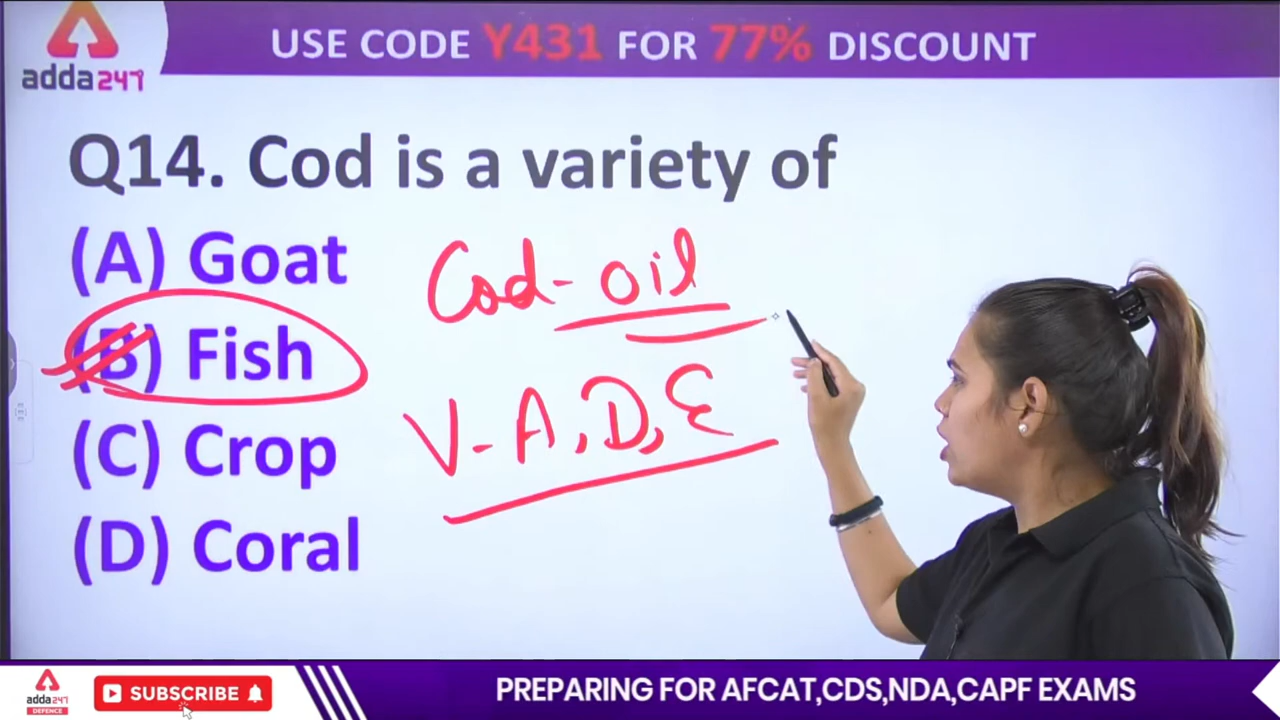 adda247
USE CODE Y431 FOR 77% DISCOUNT
Q14. Cod is a variety of
(A) Goat
(B) Fish
(C) Crop
(D) Coral
Cod - oil
V - A, D, E
adda247
DEFENCE
SUBSCRIBE
PREPARING FOR AFCAT,CDS,NDA,CAPF EXAMS